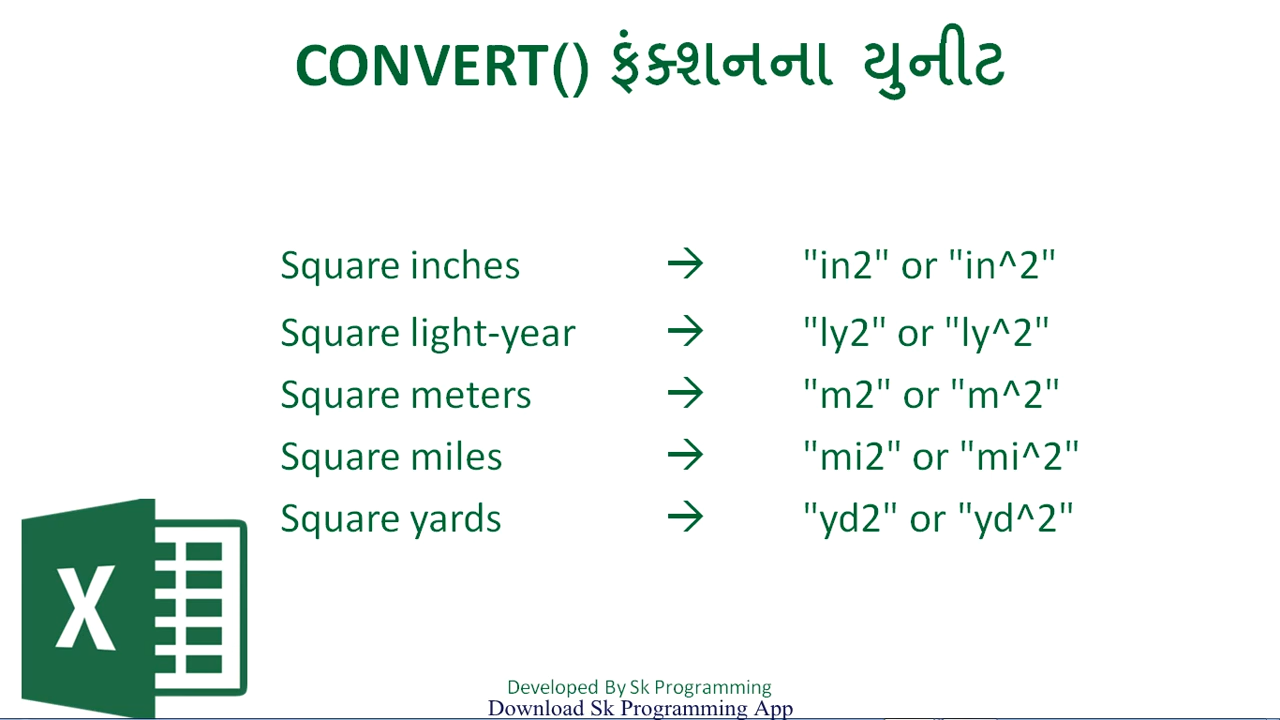 CONVERT() ફંક્શનના યુનીટ
Square inches → "in2" or "in^2"
Square light-year → "ly2" or "ly^2"
Square meters → "m2" or "m^2"
Square miles → "mi2" or "mi^2"
Square yards → "yd2" or "yd^2"
X
Developed By Sk Programming
Download Sk Programming App